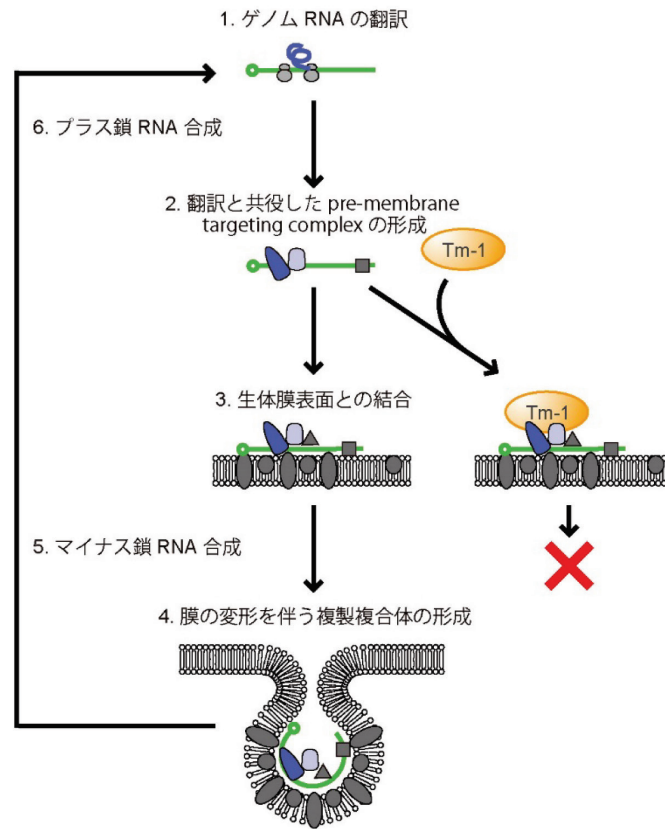 1. ゲノム RNA の翻訳
6. プラス鎖 RNA 合成
2. 翻訳と共役した pre-membrane
targeting complex の形成
Tm-1
3. 生体膜表面との結合
Tm-1
5. マイナス鎖 RNA 合成
4. 膜の変形を伴う複製複合体の形成